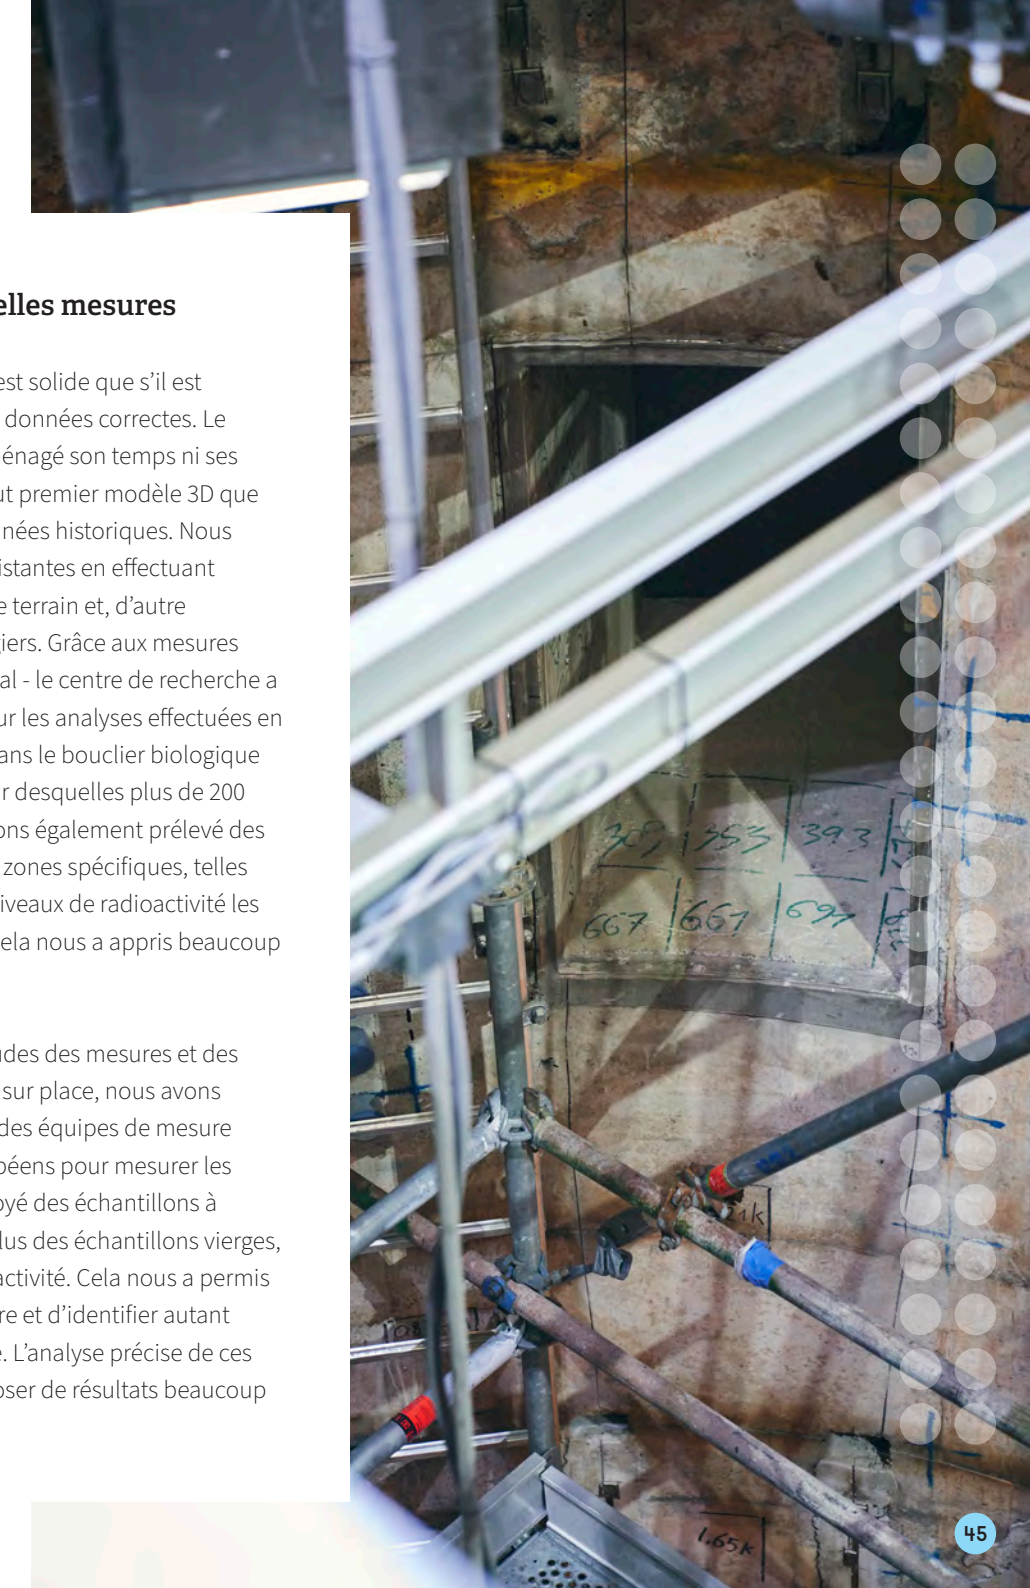 elles mesures
est solide que s’il est
données correctes. Le
énagé son temps ni ses
ut premier modèle 3D que
nées historiques. Nous
istantes en effectuant
e terrain et, d’autre
giers. Grâce aux mesures
al - le centre de recherche a
ur les analyses effectuées en
ans le bouclier biologique
r desquelles plus de 200
ons également prélevé des
zones spécifiques, telles
iveaux de radioactivité les
ela nous a appris beaucoup
udes des mesures et des
sur place, nous avons
des équipes de mesure
péens pour mesurer les
oyé des échantillons à
lus des échantillons vierges,
activité. Cela nous a permis
re et d’identifier autant
e. L’analyse précise de ces
oser de résultats beaucoup
353 393
667 661 691
1.65K
45